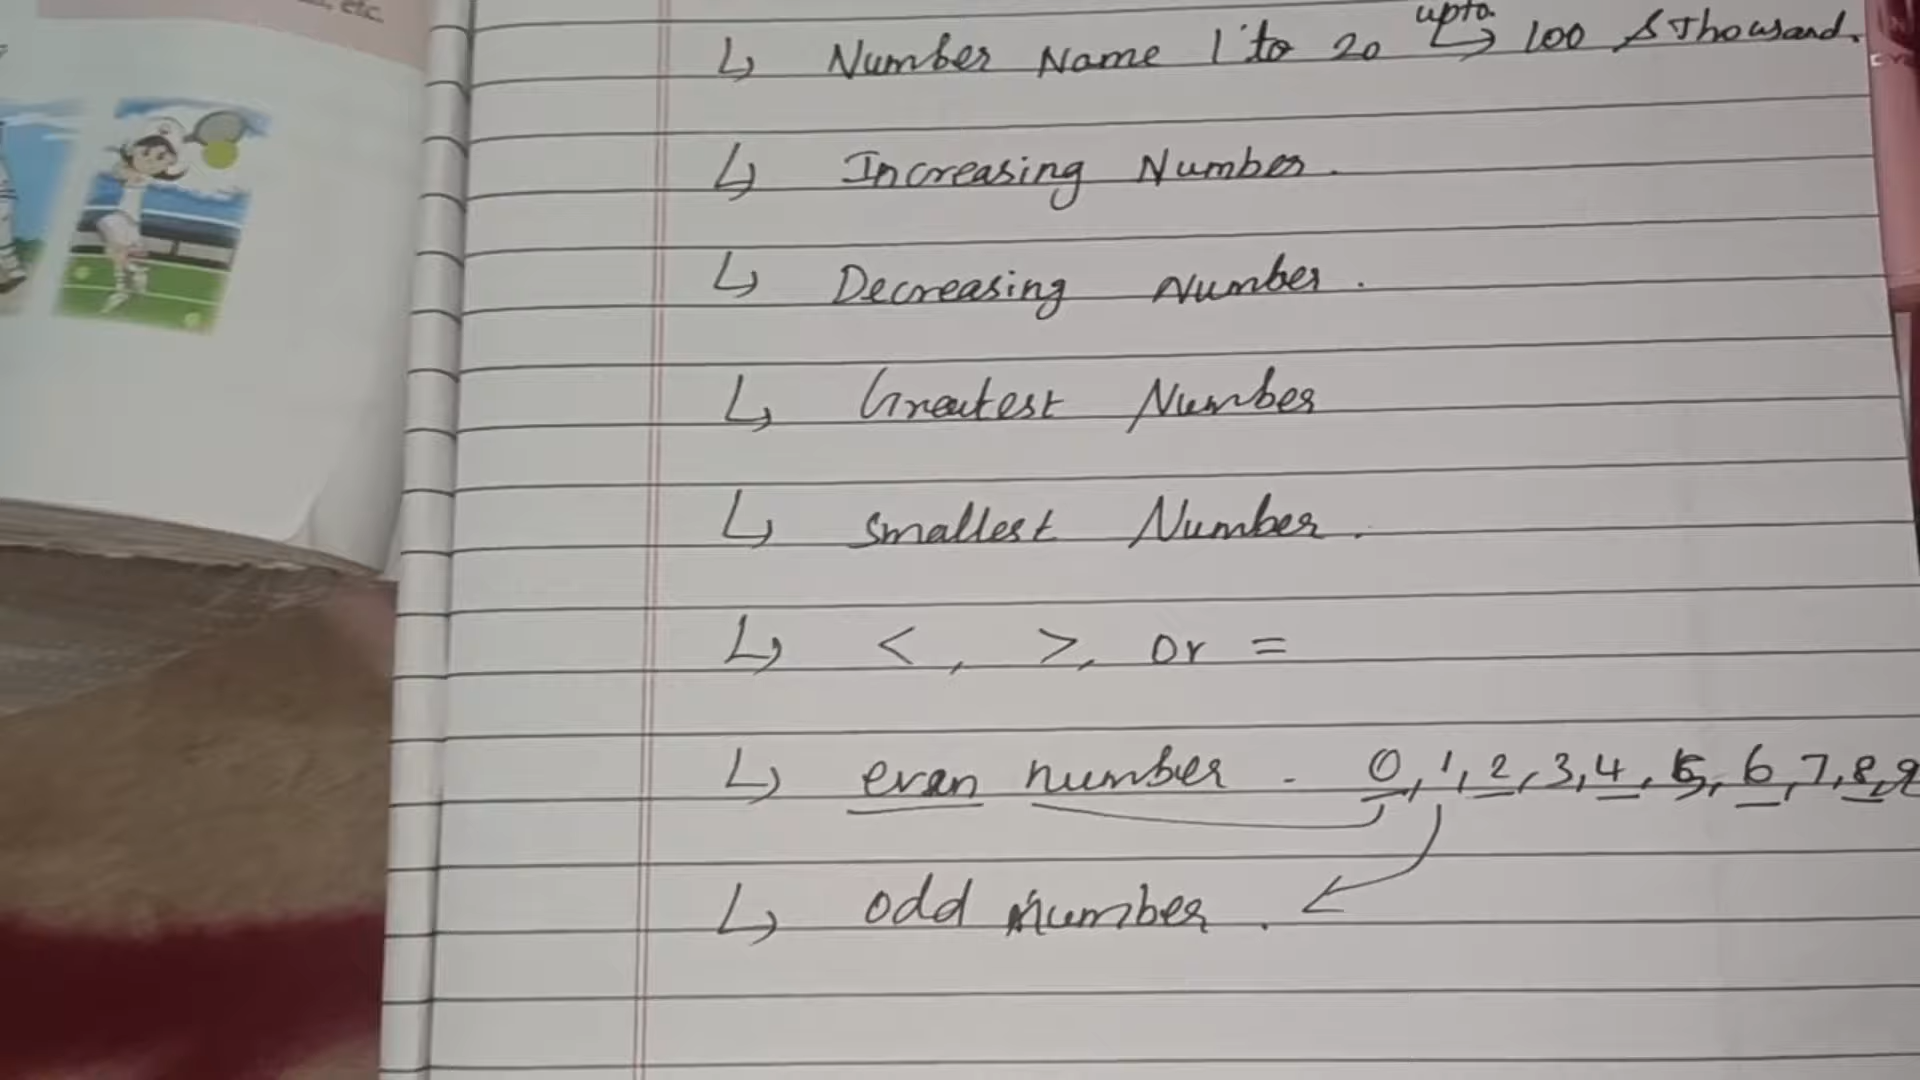 etc.
upto
↳ Number Name 1 to 20 ↳ 100 & Thousand.
↳ Increasing Number.
↳ Decreasing Number.
↳ Greatest Number
↳ Smallest Number.
↳ <, >, or =
↳ even number - 0, 1, 2, 3, 4, 5, 6, 7, 8, 9
↳ odd number.